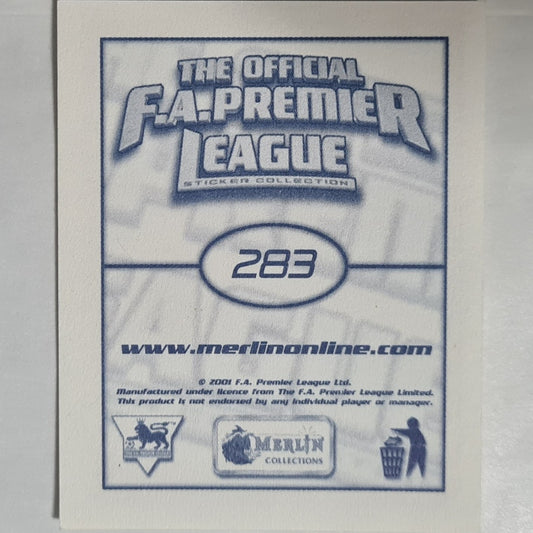 THE OFFICIAL
F.A. PREMIER
LEAGUE
STICKER COLLECTION
283
www.merlinonline.com
© 2001 F.A. Premier League Ltd.
Manufactured under licence from The F.A. Premier League Limited.
This product is not endorsed by any individual player or manager.
MERLIN
COLLECTIONS